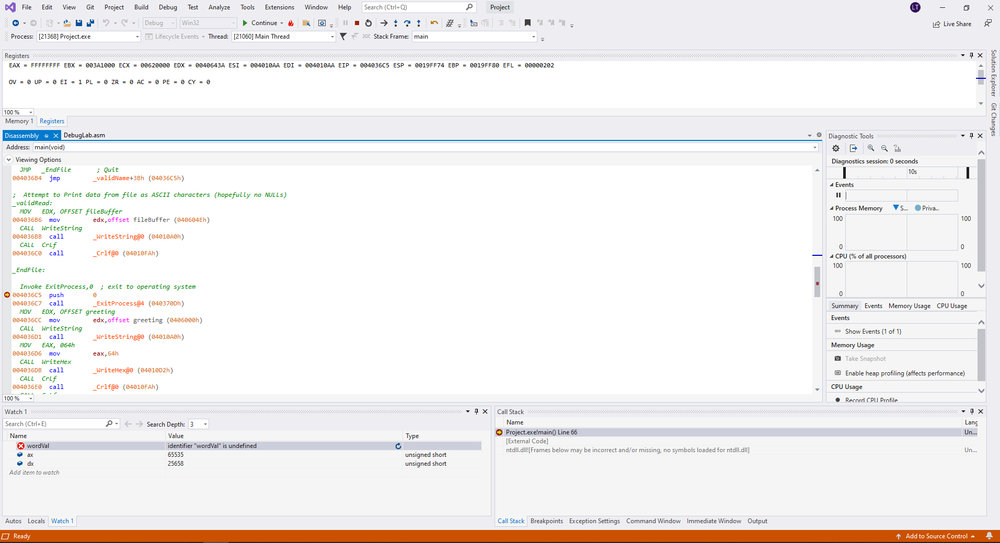 File Edit View Git Project Build Debug Test Analyze Tools Extensions Window Help Search (Ctrl+Q) Project LT
Debug Win32 Continue Live Share
Process: [21368] Project.exe Lifecycle Events Thread: [21060] Main Thread Stack Frame: main
Registers
EAX = FFFFFFFF EBX = 003A1000 ECX = 00620000 EDX = 0040643A ESI = 004010AA EDI = 004010AA EIP = 004036C5 ESP = 0019FF74 EBP = 0019FF80 EFL = 00000202
OV = 0 UP = 0 EI = 1 PL = 0 ZR = 0 AC = 0 PE = 0 CY = 0
100 %
Memory 1 Registers
Solution Explorer
Git Changes
Disassembly DebugLab.asm
Address: main(void)
Viewing Options
JMP _EndFile ; Quit
004036B4 jmp _validName+3Bh (04036C5h)
; Attempt to Print data from file as ASCII characters (hopefully no NULLs)
_validRead:
MOV EDX, OFFSET fileBuffer
004036B6 mov edx,offset fileBuffer (040604Eh)
CALL WriteString
004036BB call _WriteString@0 (04010A0h)
CALL CrLf
004036C0 call _Crlf@0 (04010FAh)
_EndFile:
Invoke ExitProcess,0 ; exit to operating system
004036C5 push 0
004036C7 call _ExitProcess@4 (040370Dh)
MOV EDX, OFFSET greeting
004036CC mov edx,offset greeting (0406000h)
CALL WriteString
004036D1 call _WriteString@0 (04010A0h)
MOV EAX, 064h
004036D6 mov eax,64h
CALL WriteHex
004036DB call _WriteHex@0 (04010D2h)
CALL CrLf
004036E0 call _Crlf@0 (04010FAh)
CALL CrLf
100 %
Diagnostic Tools
Diagnostics session: 0 seconds
10s
Events
Process Memory S... Priva...
100 100
0 0
CPU (% of all processors)
100 100
0 0
Summary Events Memory Usage CPU Usage
Events
Show Events (1 of 1)
Memory Usage
Take Snapshot
Enable heap profiling (affects performance)
CPU Usage
Record CPU Profile
Watch 1
Search (Ctrl+E) Search Depth: 3
Name Value Type
wordVal identifier "wordVal" is undefined
ax 65535 unsigned short
dx 25658 unsigned short
Add item to watch
Autos Locals Watch 1
Call Stack
Name Lang
Project.exe!main() Line 66 Un...
[External Code]
ntdll.dll![Frames below may be incorrect and/or missing, no symbols loaded for ntdll.dll] Un...
Call Stack Breakpoints Exception Settings Command Window Immediate Window Output
Ready Add to Source Control